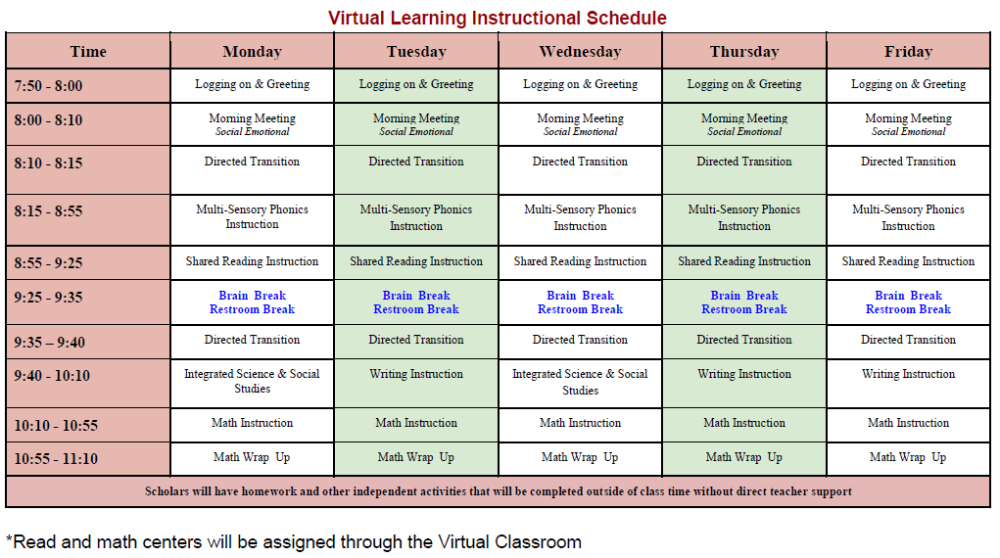 Virtual Learning Instructional Schedule
Time Monday Tuesday Wednesday Thursday Friday
7:50 - 8:00 Logging on & Greeting Logging on & Greeting Logging on & Greeting Logging on & Greeting Logging on & Greeting
8:00 - 8:10 Morning Meeting Morning Meeting Morning Meeting Morning Meeting Morning Meeting
Social Emotional Social Emotional Social Emotional Social Emotional Social Emotional
8:10 - 8:15 Directed Transition Directed Transition Directed Transition Directed Transition Directed Transition
8:15 - 8:55 Multi-Sensory Phonics Multi-Sensory Phonics Multi-Sensory Phonics Multi-Sensory Phonics Multi-Sensory Phonics
Instruction Instruction Instruction Instruction Instruction
8:55 - 9:25 Shared Reading Instruction Shared Reading Instruction Shared Reading Instruction Shared Reading Instruction Shared Reading Instruction
9:25 - 9:35 Brain Break Brain Break Brain Break Brain Break Brain Break
Restroom Break Restroom Break Restroom Break Restroom Break Restroom Break
9:35 – 9:40 Directed Transition Directed Transition Directed Transition Directed Transition Directed Transition
9:40 - 10:10 Integrated Science & Social Writing Instruction Integrated Science & Social Writing Instruction Writing Instruction
Studies Studies
10:10 - 10:55 Math Instruction Math Instruction Math Instruction Math Instruction Math Instruction
10:55 - 11:10 Math Wrap Up Math Wrap Up Math Wrap Up Math Wrap Up Math Wrap Up
Scholars will have homework and other independent activities that will be completed outside of class time without direct teacher support
*Read and math centers will be assigned through the Virtual Classroom